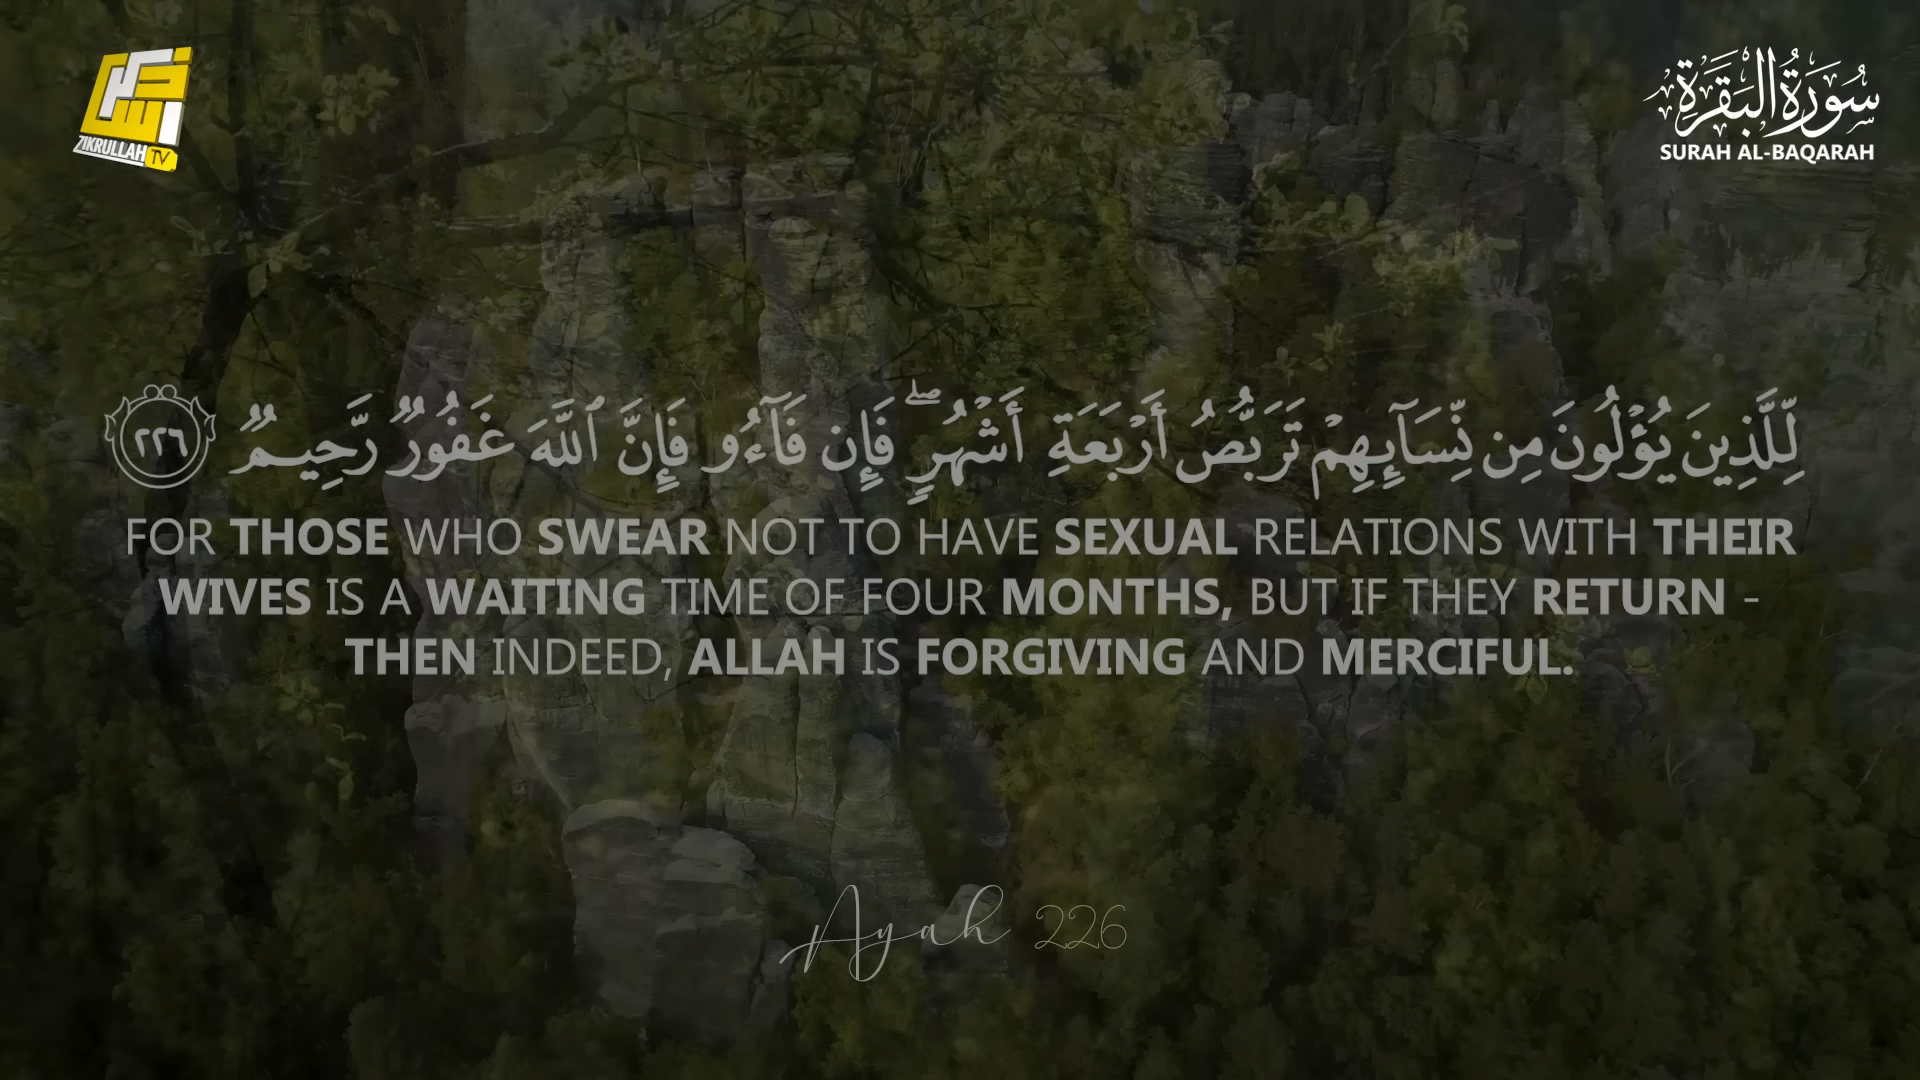 ذكر الله
ZIKRULLAH TV
سُورَةُ البَقَرَةِ
SURAH AL-BAQARAH
لِّلَّذِينَ يُؤْلُونَ مِن نِّسَآئِهِمْ تَرَبُّصُ أَرْبَعَةِ أَشْهُرٍ ۖ فَإِن فَآءُو فَإِنَّ ٱللَّهَ غَفُورٌ رَّحِيمٌ ٢٢٦
FOR THOSE WHO SWEAR NOT TO HAVE SEXUAL RELATIONS WITH THEIR
WIVES IS A WAITING TIME OF FOUR MONTHS, BUT IF THEY RETURN -
THEN INDEED, ALLAH IS FORGIVING AND MERCIFUL.
Ayah 226